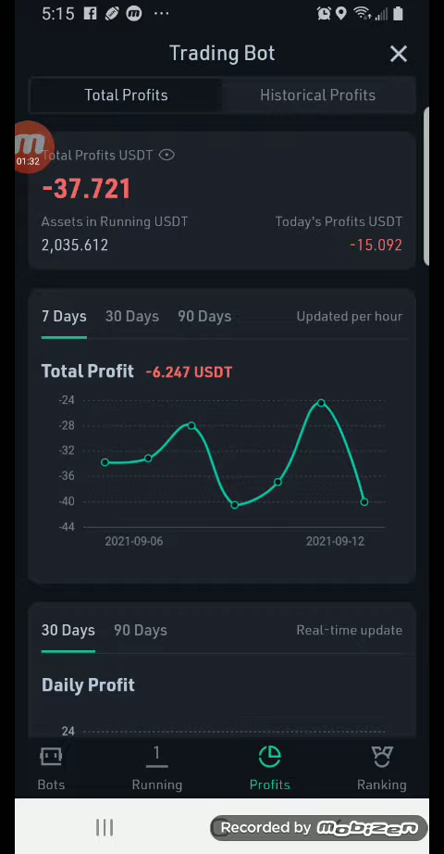 5:15
Trading Bot
Total Profits Historical Profits
m
01:32
Total Profits USDT
-37.721
Assets in Running USDT Today's Profits USDT
2,035.612 -15.092
7 Days 30 Days 90 Days Updated per hour
Total Profit -6.247 USDT
-24
-28
-32
-36
-40
-44
2021-09-06 2021-09-12
30 Days 90 Days Real-time update
Daily Profit
24
1
Bots Running Profits Ranking
Recorded by mobizen